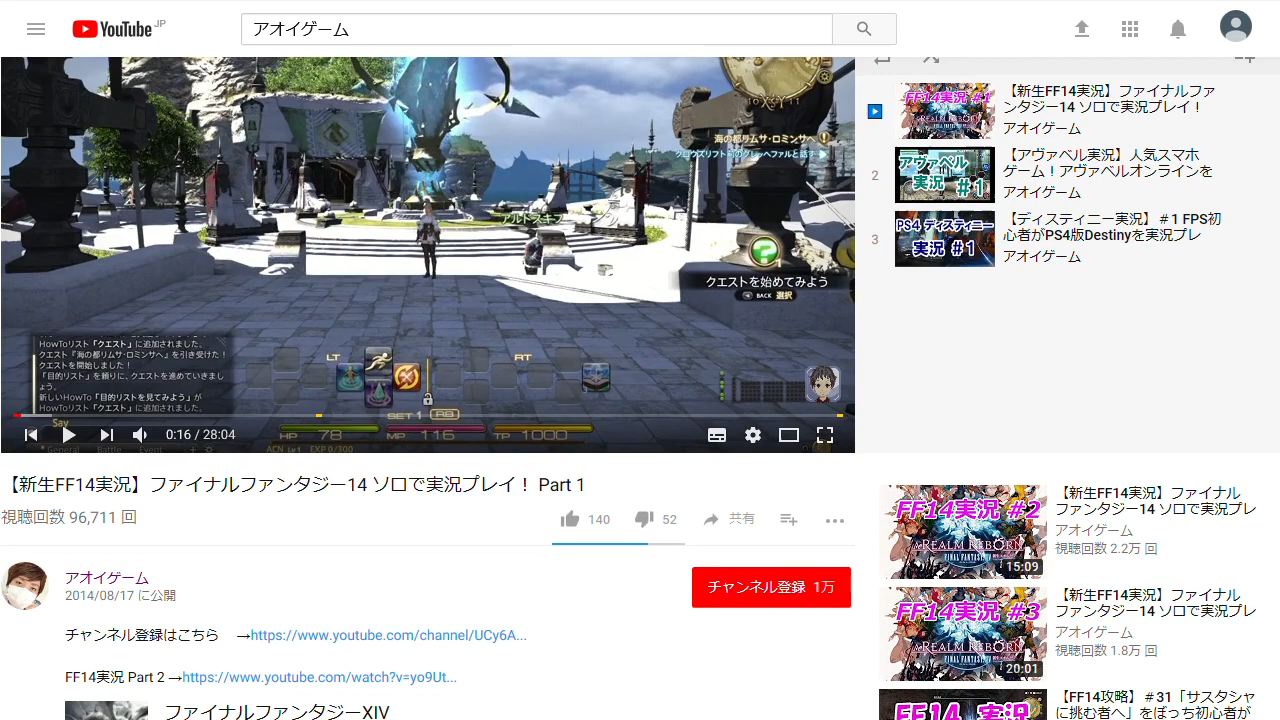 YouTube JP
アオイゲーム
海の都リムサ・ロミンサへ
クエストを始めてみよう
BACK 選択
HowToリスト「クエスト」に追加されました。
クエスト『海の都リムサ・ロミンサへ』を引き受けた！
クエストを開始しました！
「目的リスト」を頼りに、クエストを進めていきまし
ょう。
新しいHowTo「目的リストを見てみよう」が
HowToリスト「クエスト」に追加されました。
Say
General Battle Event
LT RT
SET 1 RB
HP 78 MP 116 TP 1000
ACN Lv1 EXP 0/300
0:16 / 28:04
【新生FF14実況】ファイナルファンタジー14 ソロで実況プレイ！ Part 1
視聴回数 96,711 回
140 52 共有
アオイゲーム
2014/08/17 に公開
チャンネル登録 1万
チャンネル登録はこちら →https://www.youtube.com/channel/UCy6A...
FF14実況 Part 2 →https://www.youtube.com/watch?v=yo9Ut...
ファイナルファンタジーXIV
FF14実況 #1
【新生FF14実況】ファイナルファ
ンタジー14 ソロで実況プレイ！
アオイゲーム
2
アヴァベル
実況 ＃1
【アヴァベル実況】人気スマホ
ゲーム！アヴァベルオンラインを
アオイゲーム
3
PS4 ディスティニー
実況 ＃1
【ディスティニー実況】＃1 FPS初
心者がPS4版Destinyを実況プレ
アオイゲーム
FF14実況 #2
A REALM REBORN
FINAL FANTASY XIV
15:09
【新生FF14実況】ファイナル
ファンタジー14 ソロで実況プレ
アオイゲーム
視聴回数 2.2万 回
FF14実況 #3
A REALM REBORN
FINAL FANTASY XIV
20:01
【新生FF14実況】ファイナル
ファンタジー14 ソロで実況プレ
アオイゲーム
視聴回数 1.8万 回
FF14 実況
【FF14攻略】＃31「サスタシャ
に挑む者へ」をぼっち初心者が